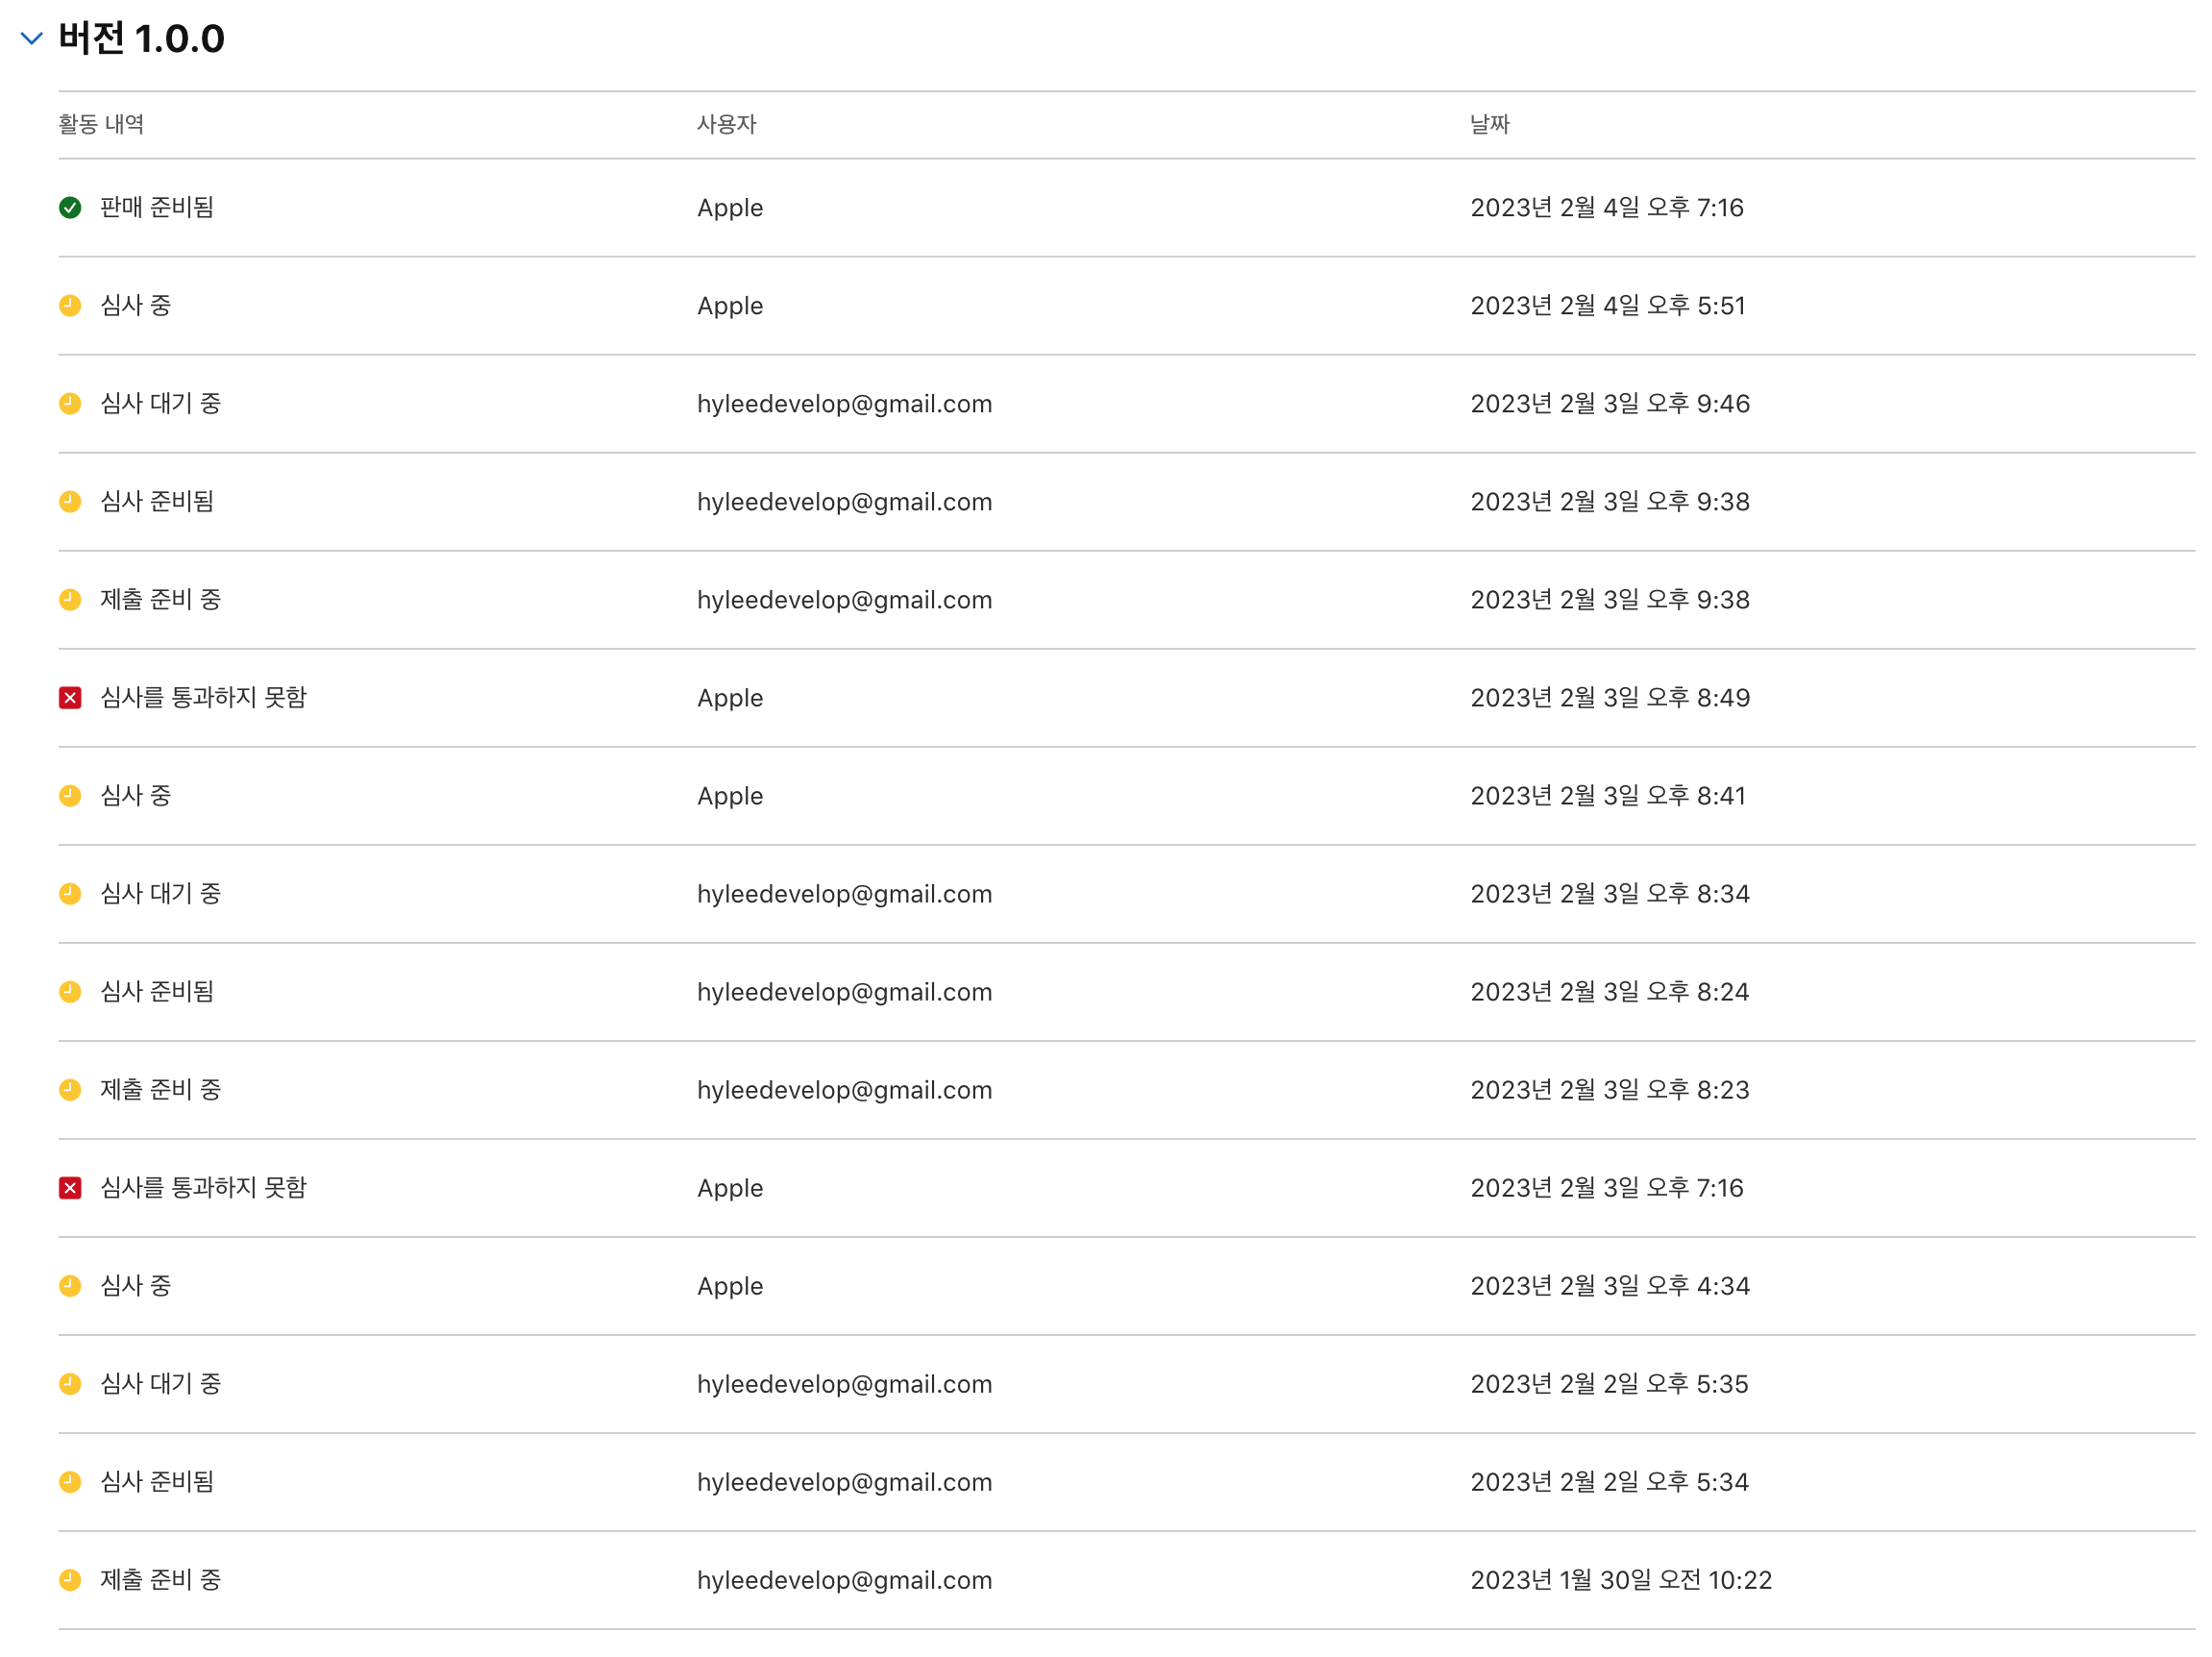 버전 1.0.0
활동 내역 사용자 날짜
판매 준비됨 Apple 2023년 2월 4일 오후 7:16
심사 중 Apple 2023년 2월 4일 오후 5:51
심사 대기 중 hyleedevelop@gmail.com 2023년 2월 3일 오후 9:46
심사 준비됨 hyleedevelop@gmail.com 2023년 2월 3일 오후 9:38
제출 준비 중 hyleedevelop@gmail.com 2023년 2월 3일 오후 9:38
심사를 통과하지 못함 Apple 2023년 2월 3일 오후 8:49
심사 중 Apple 2023년 2월 3일 오후 8:41
심사 대기 중 hyleedevelop@gmail.com 2023년 2월 3일 오후 8:34
심사 준비됨 hyleedevelop@gmail.com 2023년 2월 3일 오후 8:24
제출 준비 중 hyleedevelop@gmail.com 2023년 2월 3일 오후 8:23
심사를 통과하지 못함 Apple 2023년 2월 3일 오후 7:16
심사 중 Apple 2023년 2월 3일 오후 4:34
심사 대기 중 hyleedevelop@gmail.com 2023년 2월 2일 오후 5:35
심사 준비됨 hyleedevelop@gmail.com 2023년 2월 2일 오후 5:34
제출 준비 중 hyleedevelop@gmail.com 2023년 1월 30일 오전 10:22